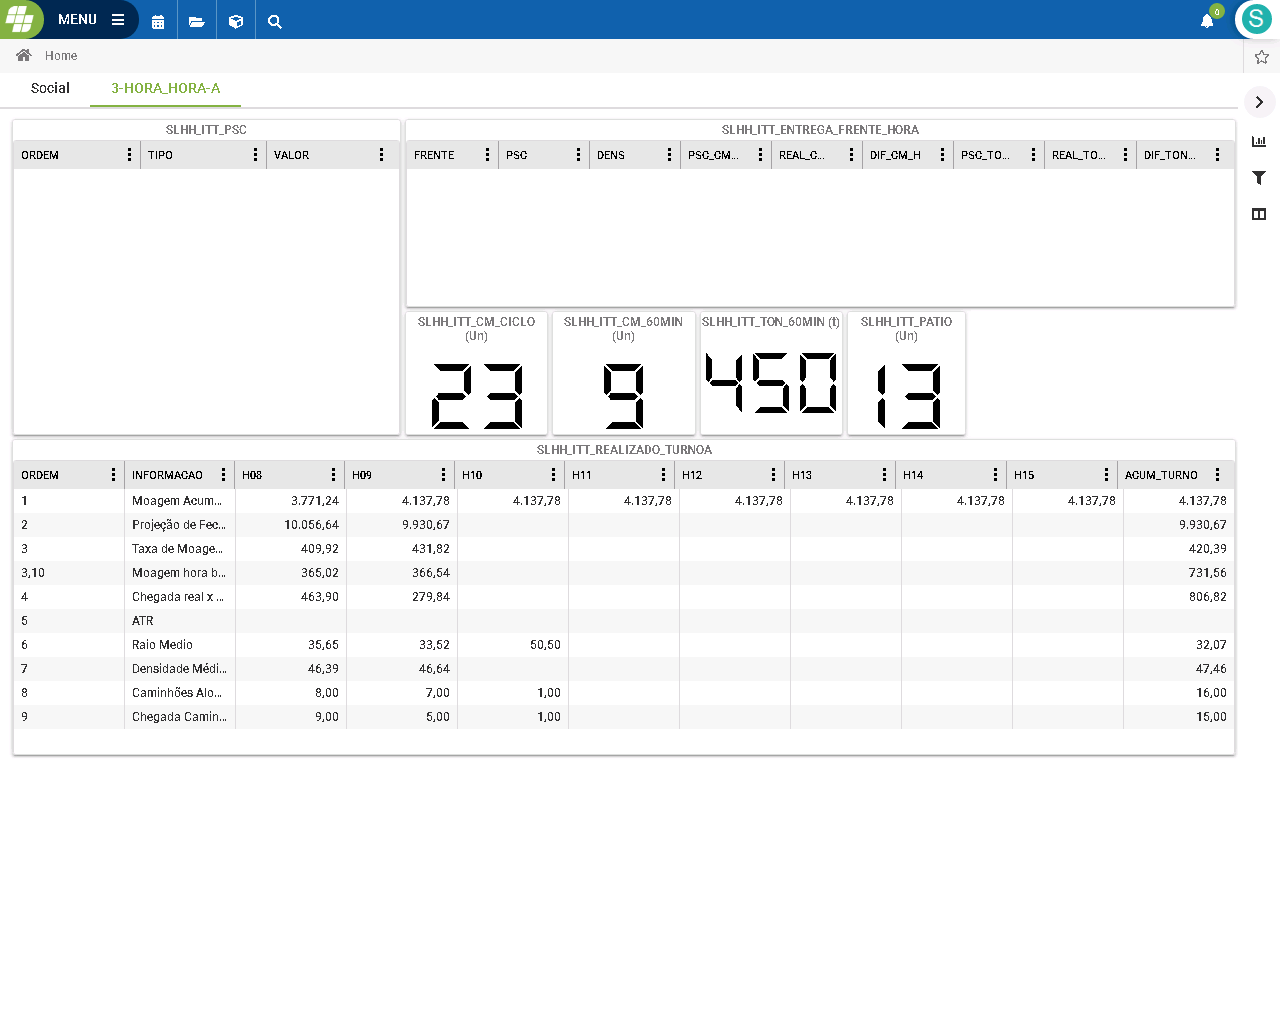 MENU
0
S
Home
Social 3-HORA_HORA-A
SLHH_ITT_PSC
ORDEM TIPO VALOR
SLHH_ITT_ENTREGA_FRENTE_HORA
FRENTE PSC DENS PSC_CM... REAL_C... DIF_CM_H PSC_TO... REAL_TO... DIF_TON...
SLHH_ITT_CM_CICLO
(Un)
23
SLHH_ITT_CM_60MIN
(Un)
9
SLHH_ITT_TON_60MIN (t)
450
SLHH_ITT_PATIO
(Un)
13
SLHH_ITT_REALIZADO_TURNOA
ORDEM INFORMACAO H08 H09 H10 H11 H12 H13 H14 H15 ACUM_TURNO
1 Moagem Acum... 3.771,24 4.137,78 4.137,78 4.137,78 4.137,78 4.137,78 4.137,78 4.137,78 4.137,78
2 Projeção de Fec... 10.056,64 9.930,67 9.930,67
3 Taxa de Moage... 409,92 431,82 420,39
3,10 Moagem hora b... 365,02 366,54 731,56
4 Chegada real x ... 463,90 279,84 806,82
5 ATR
6 Raio Medio 35,65 33,52 50,50 32,07
7 Densidade Médi... 46,39 46,64 47,46
8 Caminhões Alo... 8,00 7,00 1,00 16,00
9 Chegada Camin... 9,00 5,00 1,00 15,00